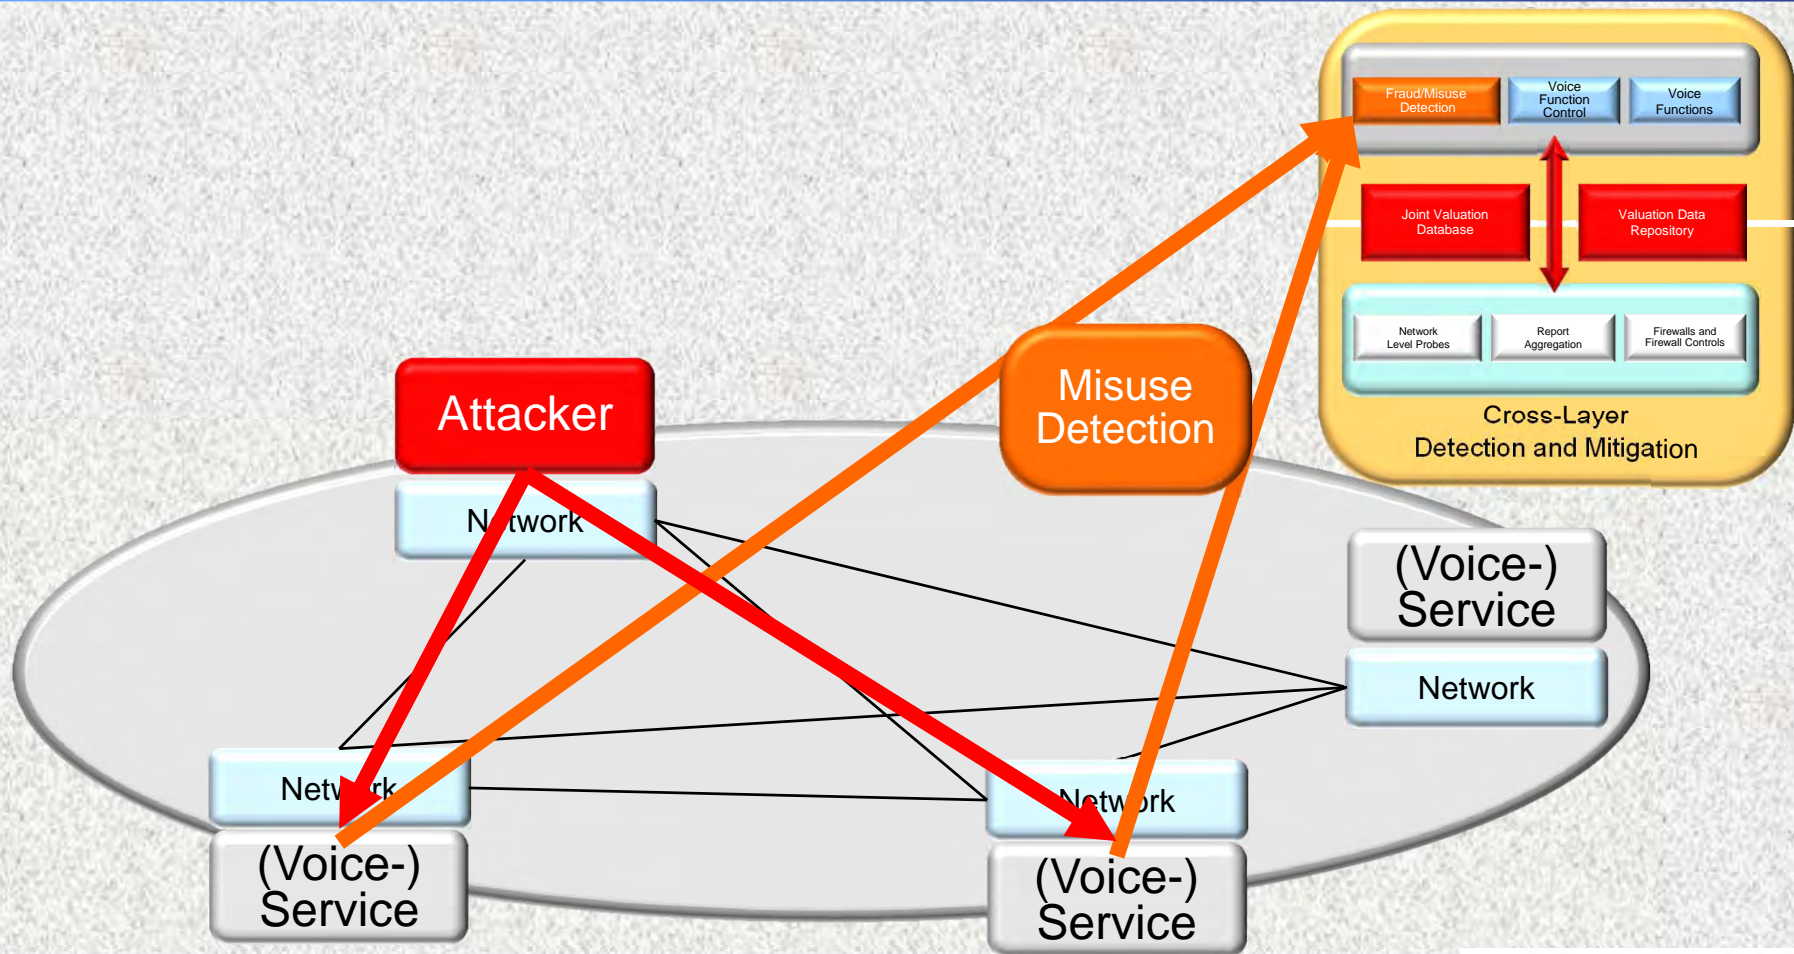 Fraud/Misuse
Detection
Voice
Function
Control
Voice
Functions
Joint Valuation
Database
Valuation Data
Repository
Network
Level Probes
Report
Aggregation
Firewalls and
Firewall Controls
Cross-Layer
Detection and Mitigation
Misuse
Detection
Attacker
Network
(Voice-)
Service
Network
Network
(Voice-)
Service
Network
(Voice-)
Service